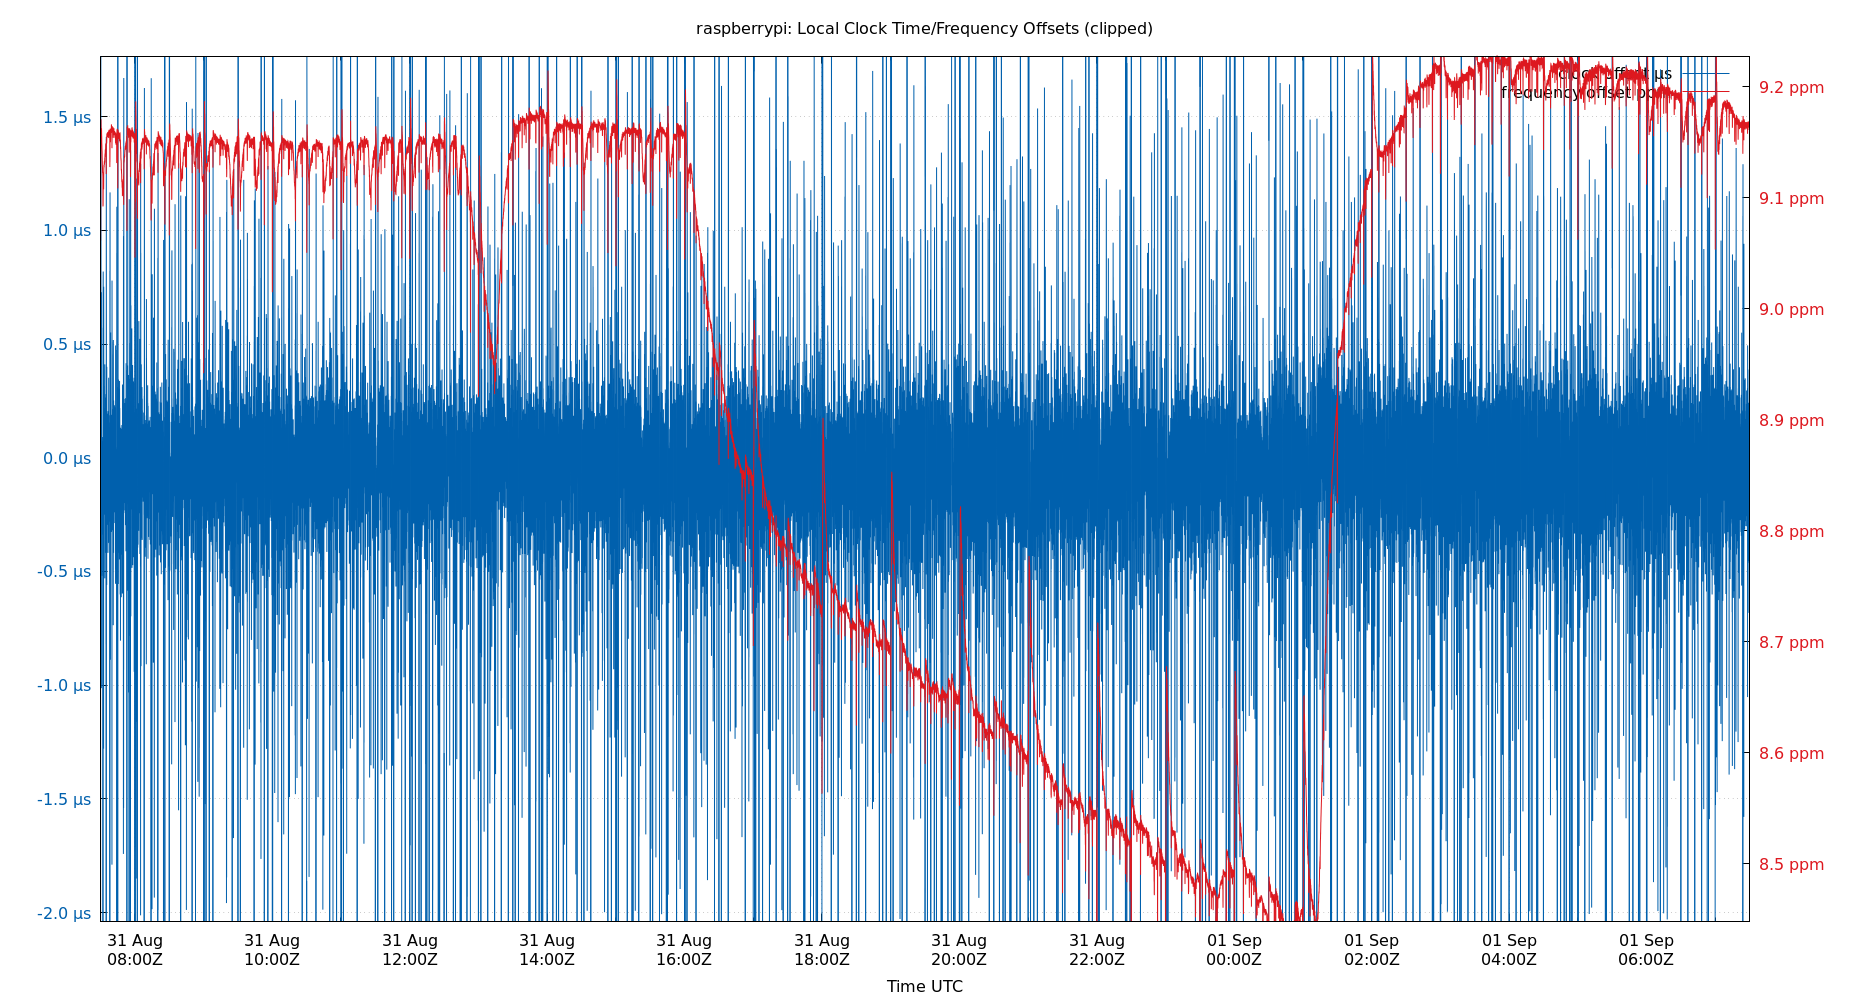 raspberrypi: Local Clock Time/Frequency Offsets (clipped)
clock offset µs
frequency offset
1.5 µs
1.0 µs
0.5 µs
0.0 µs
-0.5 µs
-1.0 µs
-1.5 µs
-2.0 µs
9.2 ppm
9.1 ppm
9.0 ppm
8.9 ppm
8.8 ppm
8.7 ppm
8.6 ppm
8.5 ppm
31 Aug 31 Aug 31 Aug 31 Aug 31 Aug 31 Aug 31 Aug 31 Aug 01 Sep 01 Sep 01 Sep 01 Sep
08:00Z 10:00Z 12:00Z 14:00Z 16:00Z 18:00Z 20:00Z 22:00Z 00:00Z 02:00Z 04:00Z 06:00Z
Time UTC